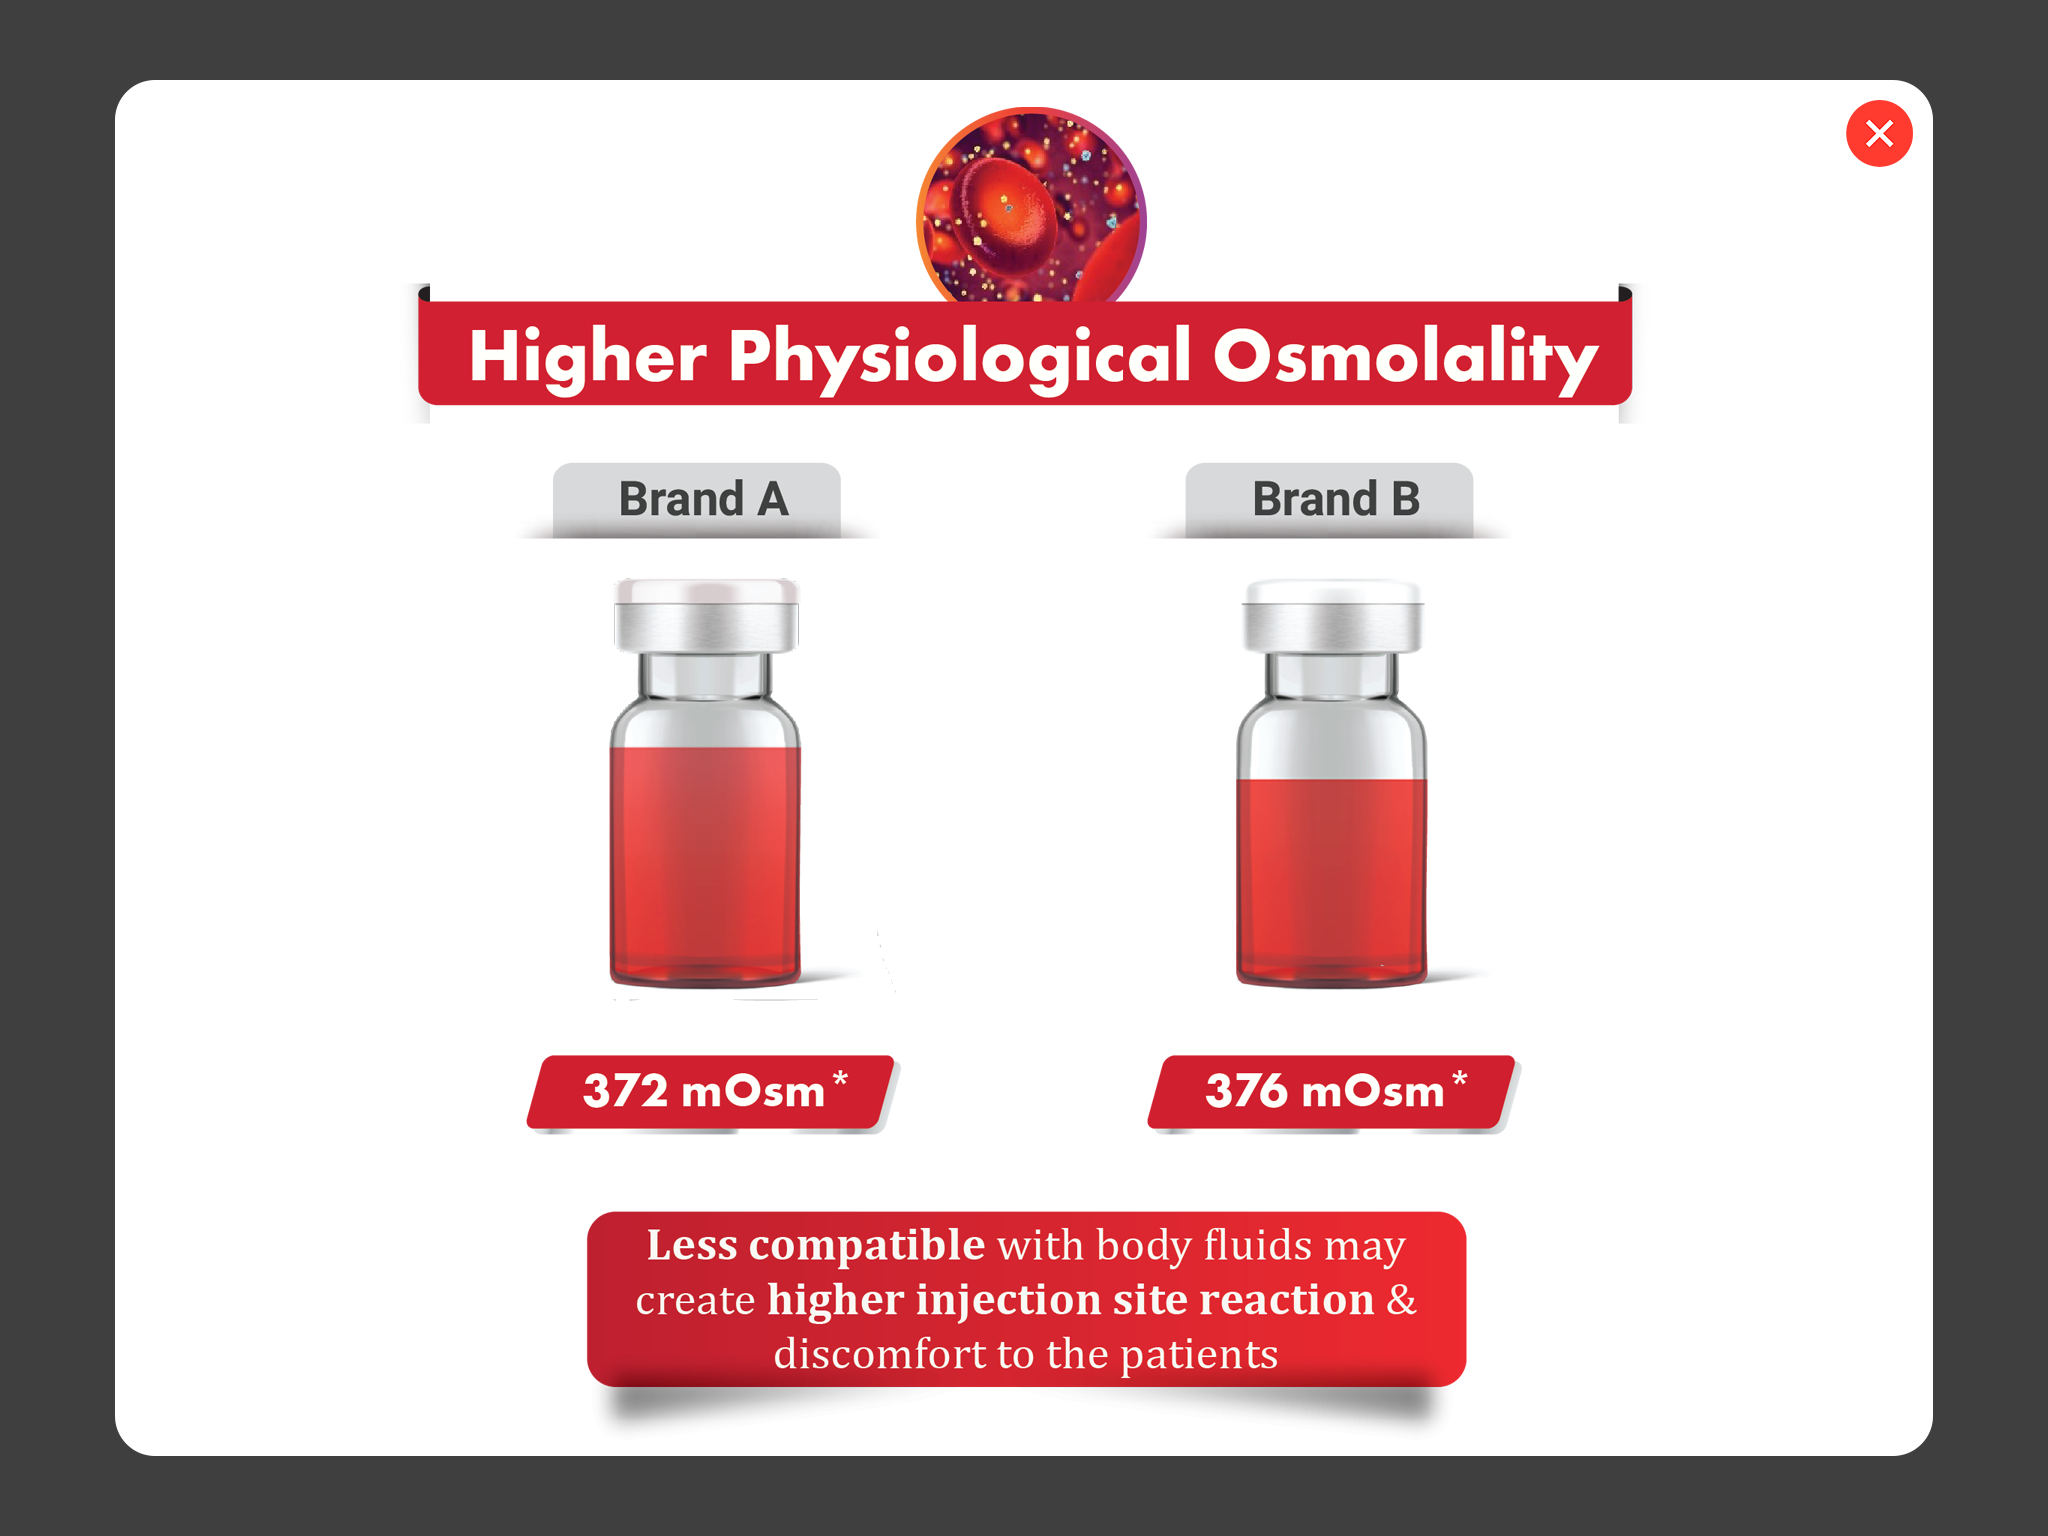 Higher Physiological Osmolality
Brand A
Brand B
372 mOsm*
376 mOsm*
Less compatible with body fluids may
create higher injection site reaction &
discomfort to the patients